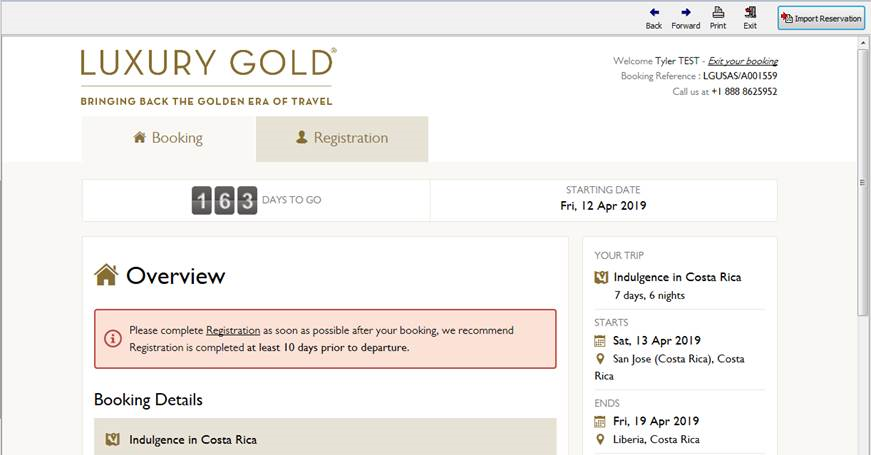 Back
Forward
Print
Exit
Import Reservation
LUXURY GOLD®
BRINGING BACK THE GOLDEN ERA OF TRAVEL
Welcome Tyler TEST - Exit your booking
Booking Reference : LGUSAS/A001559
Call us at +1 888 8625952
Booking
Registration
163 DAYS TO GO
STARTING DATE
Fri, 12 Apr 2019
Overview
Please complete Registration as soon as possible after your booking, we recommend
Registration is completed at least 10 days prior to departure.
Booking Details
Indulgence in Costa Rica
YOUR TRIP
Indulgence in Costa Rica
7 days, 6 nights
STARTS
Sat, 13 Apr 2019
San Jose (Costa Rica), Costa
Rica
ENDS
Fri, 19 Apr 2019
Liberia, Costa Rica